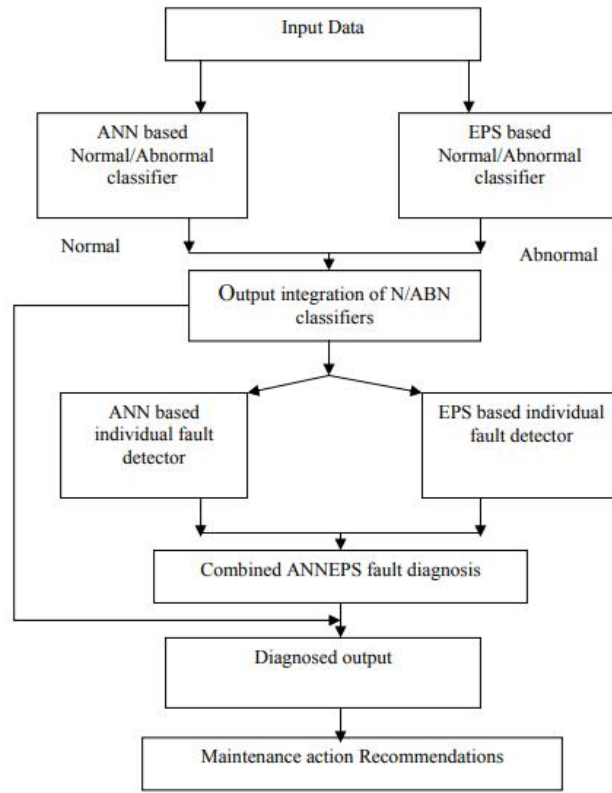 Input Data
ANN based
Normal/Abnormal
classifier
EPS based
Normal/Abnormal
classifier
Normal
Abnormal
Output integration of N/ABN
classifiers
ANN based
individual fault
detector
EPS based individual
fault detector
Combined ANNEPS fault diagnosis
Diagnosed output
Maintenance action Recommendations